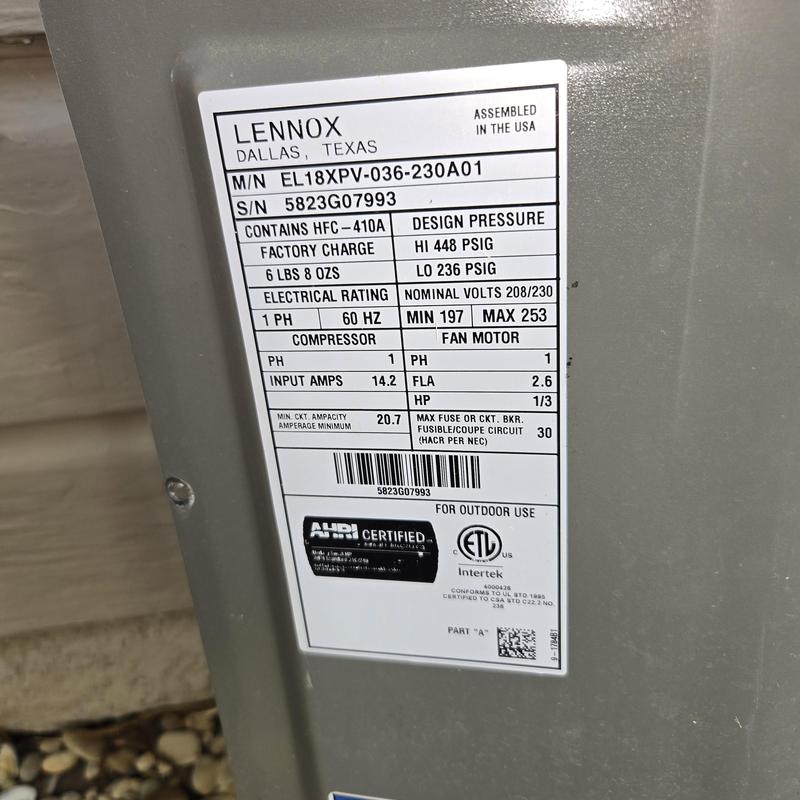 LENNOX
DALLAS, TEXAS
ASSEMBLED
IN THE USA
M/N EL18XPV-036-230A01
S/N 5823G07993
CONTAINS HFC-410A
DESIGN PRESSURE
FACTORY CHARGE
HI 448 PSIG
6 LBS 8 OZS
LO 236 PSIG
ELECTRICAL RATING
NOMINAL VOLTS 208/230
1 PH 60 HZ
MIN 197 MAX 253
COMPRESSOR
FAN MOTOR
PH 1
PH 1
INPUT AMPS 14.2
FLA 2.6
HP 1/3
MIN. CKT. AMPACITY
AMPERAGE MINIMUM
20.7
MAX FUSE OR CKT. BKR.
FUSIBLE/COUPE CIRCUIT
(HACR PER NEC)
30
5823G07993
FOR OUTDOOR USE
AHRI CERTIFIED
C ETL US
Intertek
4000426
CONFORMS TO UL STD 1995
CERTIFIED TO CSA STD C22.2 NO.
236
PART "A"
9-1784B1